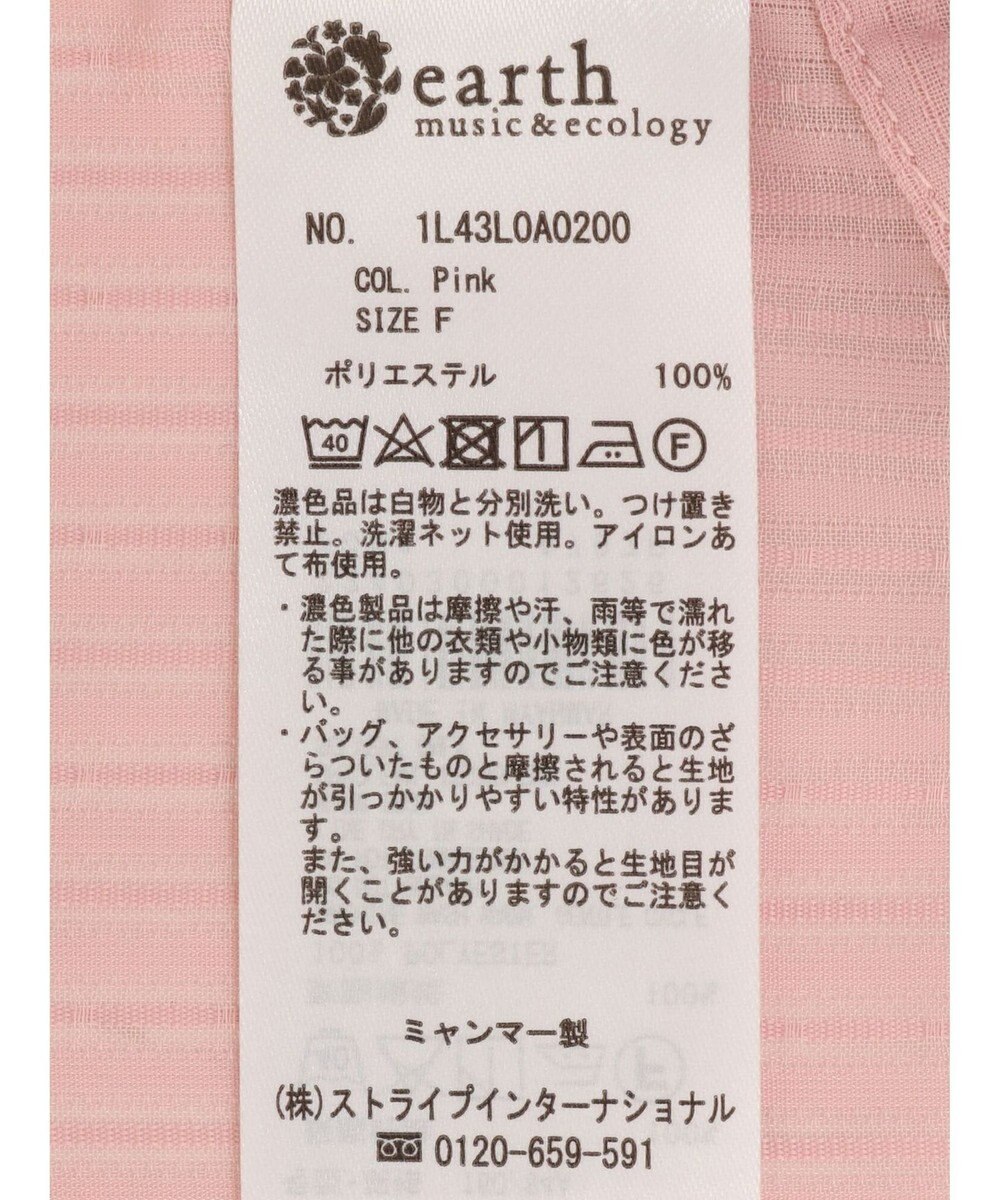 earth
music&ecology
NO. 1L43L0A0200
COL. Pink
SIZE F
ポリエステル 100%
40 F
濃色品は白物と分別洗い。つけ置き
禁止。洗濯ネット使用。アイロンあ
て布使用。
・濃色製品は摩擦や汗、雨等で濡れ
た際に他の衣類や小物類に色が移
る事がありますのでご注意くださ
い。
・バッグ、アクセサリーや表面のざ
らついたものと摩擦されると生地
が引っかかりやすい特性がありま
す。
また、強い力がかかると生地目が
開くことがありますのでご注意く
ださい。
ミャンマー製
(株)ストライプインターナショナル
0120-659-591